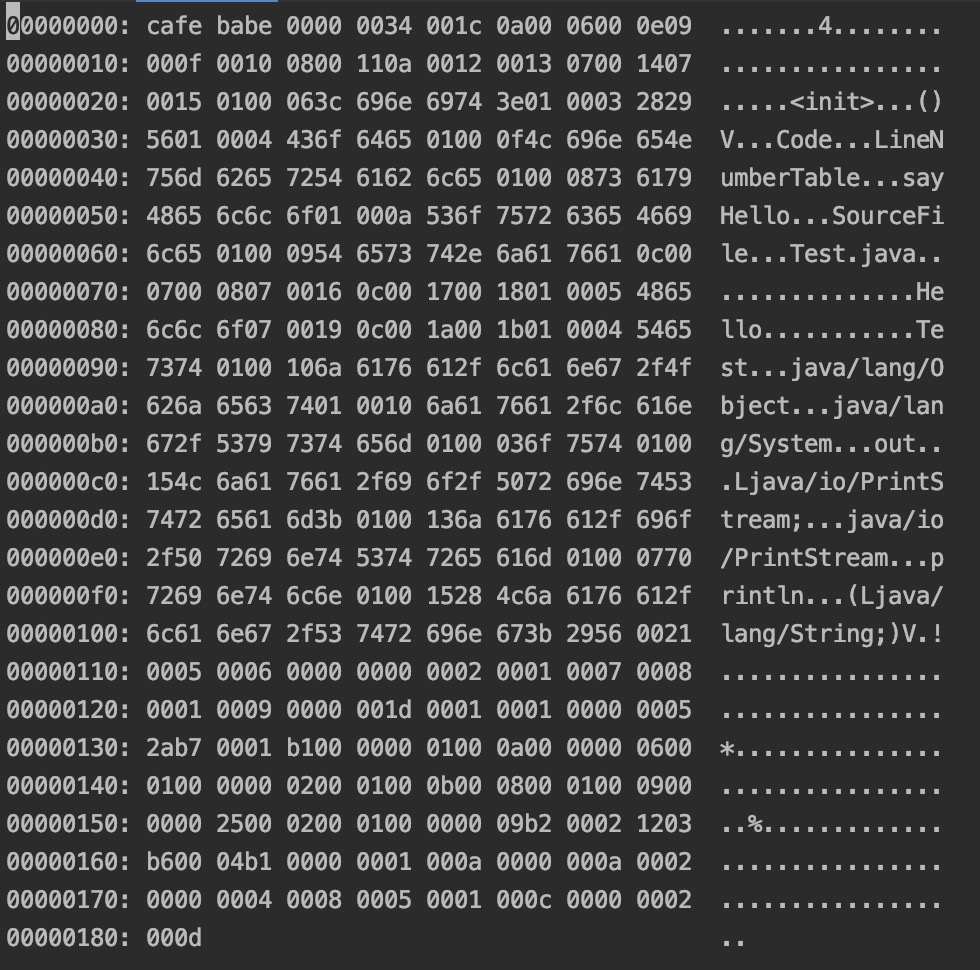 00000000: cafe babe 0000 0034 001c 0a00 0600 0e09  .......4........
00000010: 000f 0010 0800 110a 0012 0013 0700 1407  ................
00000020: 0015 0100 063c 696e 6974 3e01 0003 2829  .....<init>...()
00000030: 5601 0004 436f 6465 0100 0f4c 696e 654e  V...Code...LineN
00000040: 756d 6265 7254 6162 6c65 0100 0873 6179  umberTable...say
00000050: 4865 6c6c 6f01 000a 536f 7572 6365 4669  Hello...SourceFi
00000060: 6c65 0100 0954 6573 742e 6a61 7661 0c00  le...Test.java..
00000070: 0700 0807 0016 0c00 1700 1801 0005 4865  ..............He
00000080: 6c6c 6f07 0019 0c00 1a00 1b01 0004 5465  llo...........Te
00000090: 7374 0100 106a 6176 612f 6c61 6e67 2f4f  st...java/lang/O
000000a0: 626a 6563 7401 0010 6a61 7661 2f6c 616e  bject...java/lan
000000b0: 672f 5379 7374 656d 0100 036f 7574 0100  g/System...out..
000000c0: 154c 6a61 7661 2f69 6f2f 5072 696e 7453  .Ljava/io/PrintS
000000d0: 7472 6561 6d3b 0100 136a 6176 612f 696f  tream;...java/io
000000e0: 2f50 7269 6e74 5374 7265 616d 0100 0770  /PrintStream...p
000000f0: 7269 6e74 6c6e 0100 1528 4c6a 6176 612f  rintln...(Ljava/
00000100: 6c61 6e67 2f53 7472 696e 673b 2956 0021  lang/String;)V.!
00000110: 0005 0006 0000 0000 0002 0001 0007 0008  ................
00000120: 0001 0009 0000 001d 0001 0001 0000 0005  ................
00000130: 2ab7 0001 b100 0000 0100 0a00 0000 0600  *...............
00000140: 0100 0000 0200 0100 0b00 0800 0100 0900  ................
00000150: 0000 2500 0200 0100 0000 09b2 0002 1203  ..%.............
00000160: b600 04b1 0000 0001 000a 0000 000a 0002  ................
00000170: 0000 0004 0008 0005 0001 000c 0000 0002  ................
00000180: 000d                                     ..